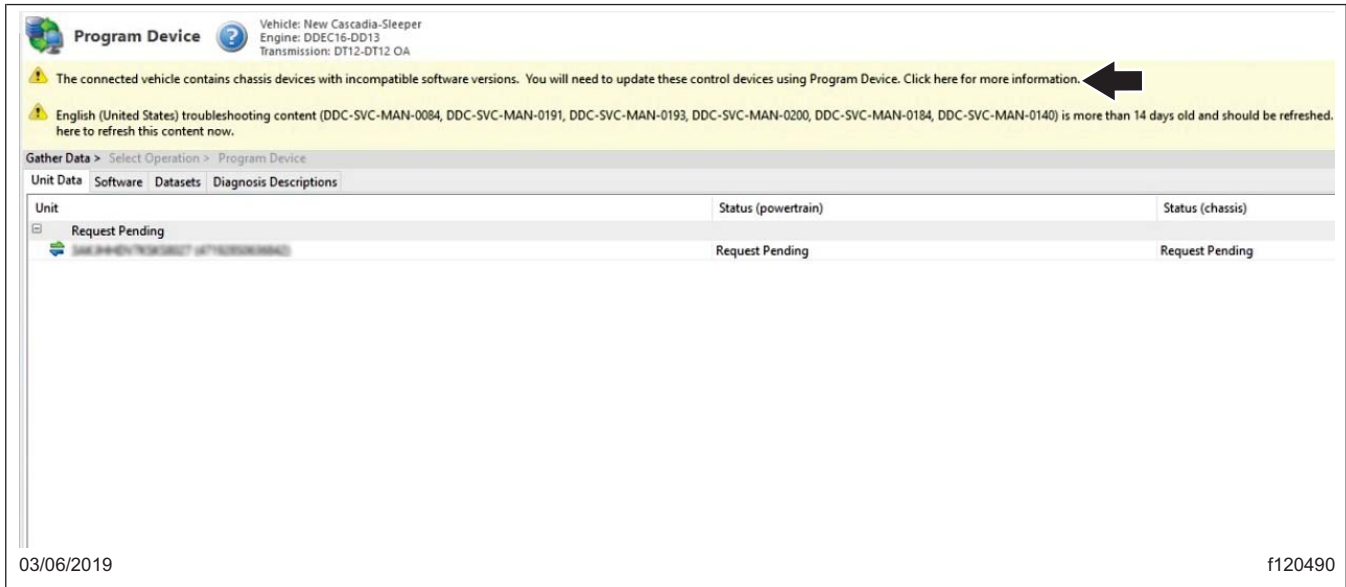 Program Device
Vehicle: New Cascadia-Sleeper
Engine: DDEC16-DD13
Transmission: DT12-DT12 OA
The connected vehicle contains chassis devices with incompatible software versions. You will need to update these control devices using Program Device. Click here for more information.
English (United States) troubleshooting content (DDC-SVC-MAN-0084, DDC-SVC-MAN-0191, DDC-SVC-MAN-0193, DDC-SVC-MAN-0200, DDC-SVC-MAN-0184, DDC-SVC-MAN-0140) is more than 14 days old and should be refreshed.
here to refresh this content now.
Gather Data > Select Operation > Program Device
Unit Data Software Datasets Diagnosis Descriptions
Unit Status (powertrain) Status (chassis)
Request Pending
Request Pending Request Pending
03/06/2019 f120490